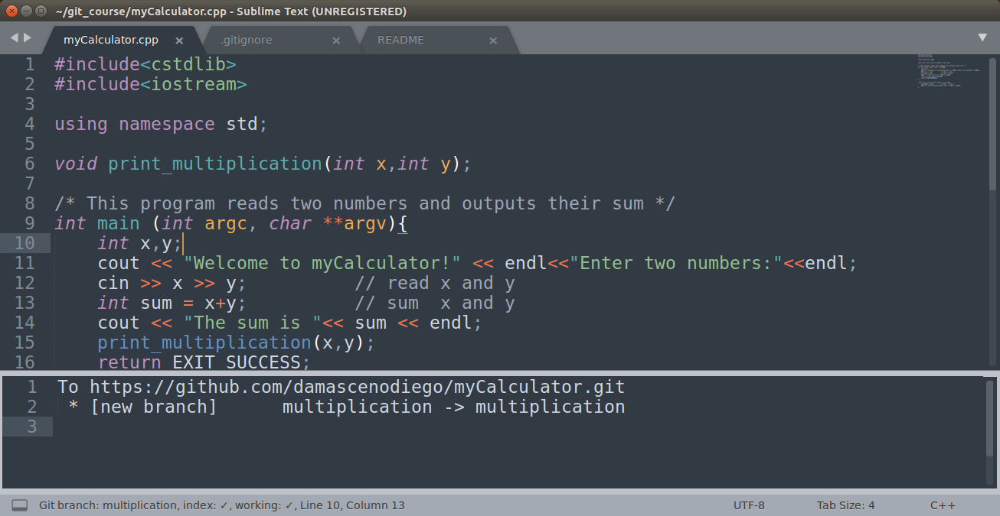 ~/git_course/myCalculator.cpp - Sublime Text (UNREGISTERED)
myCalculator.cpp × .gitignore × README ×
1 #include<cstdlib>
2 #include<iostream>
3
4 using namespace std;
5
6 void print_multiplication(int x,int y);
7
8 /* This program reads two numbers and outputs their sum */
9 int main (int argc, char **argv){
10     int x,y;
11     cout << "Welcome to myCalculator!" << endl<<"Enter two numbers:"<<endl;
12     cin >> x >> y;          // read x and y
13     int sum = x+y;          // sum  x and y
14     cout << "The sum is "<< sum << endl;
15     print_multiplication(x,y);
16     return EXIT_SUCCESS;
1 To https://github.com/damascenodiego/myCalculator.git
2  * [new branch]      multiplication -> multiplication
3
Git branch: multiplication, index: ✓, working: ✓, Line 10, Column 13 UTF-8 Tab Size: 4 C++